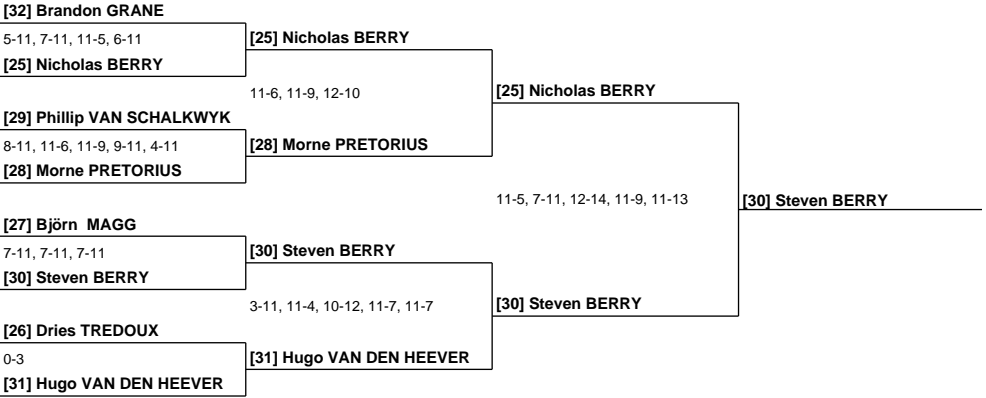 [32] Brandon GRANE
5-11, 7-11, 11-5, 6-11
[25] Nicholas BERRY
[25] Nicholas BERRY
11-6, 11-9, 12-10
[25] Nicholas BERRY
[29] Phillip VAN SCHALKWYK
8-11, 11-6, 11-9, 9-11, 4-11
[28] Morne PRETORIUS
[28] Morne PRETORIUS
11-5, 7-11, 12-14, 11-9, 11-13
[30] Steven BERRY
[27] Björn  MAGG
7-11, 7-11, 7-11
[30] Steven BERRY
[30] Steven BERRY
3-11, 11-4, 10-12, 11-7, 11-7
[30] Steven BERRY
[26] Dries TREDOUX
0-3
[31] Hugo VAN DEN HEEVER
[31] Hugo VAN DEN HEEVER